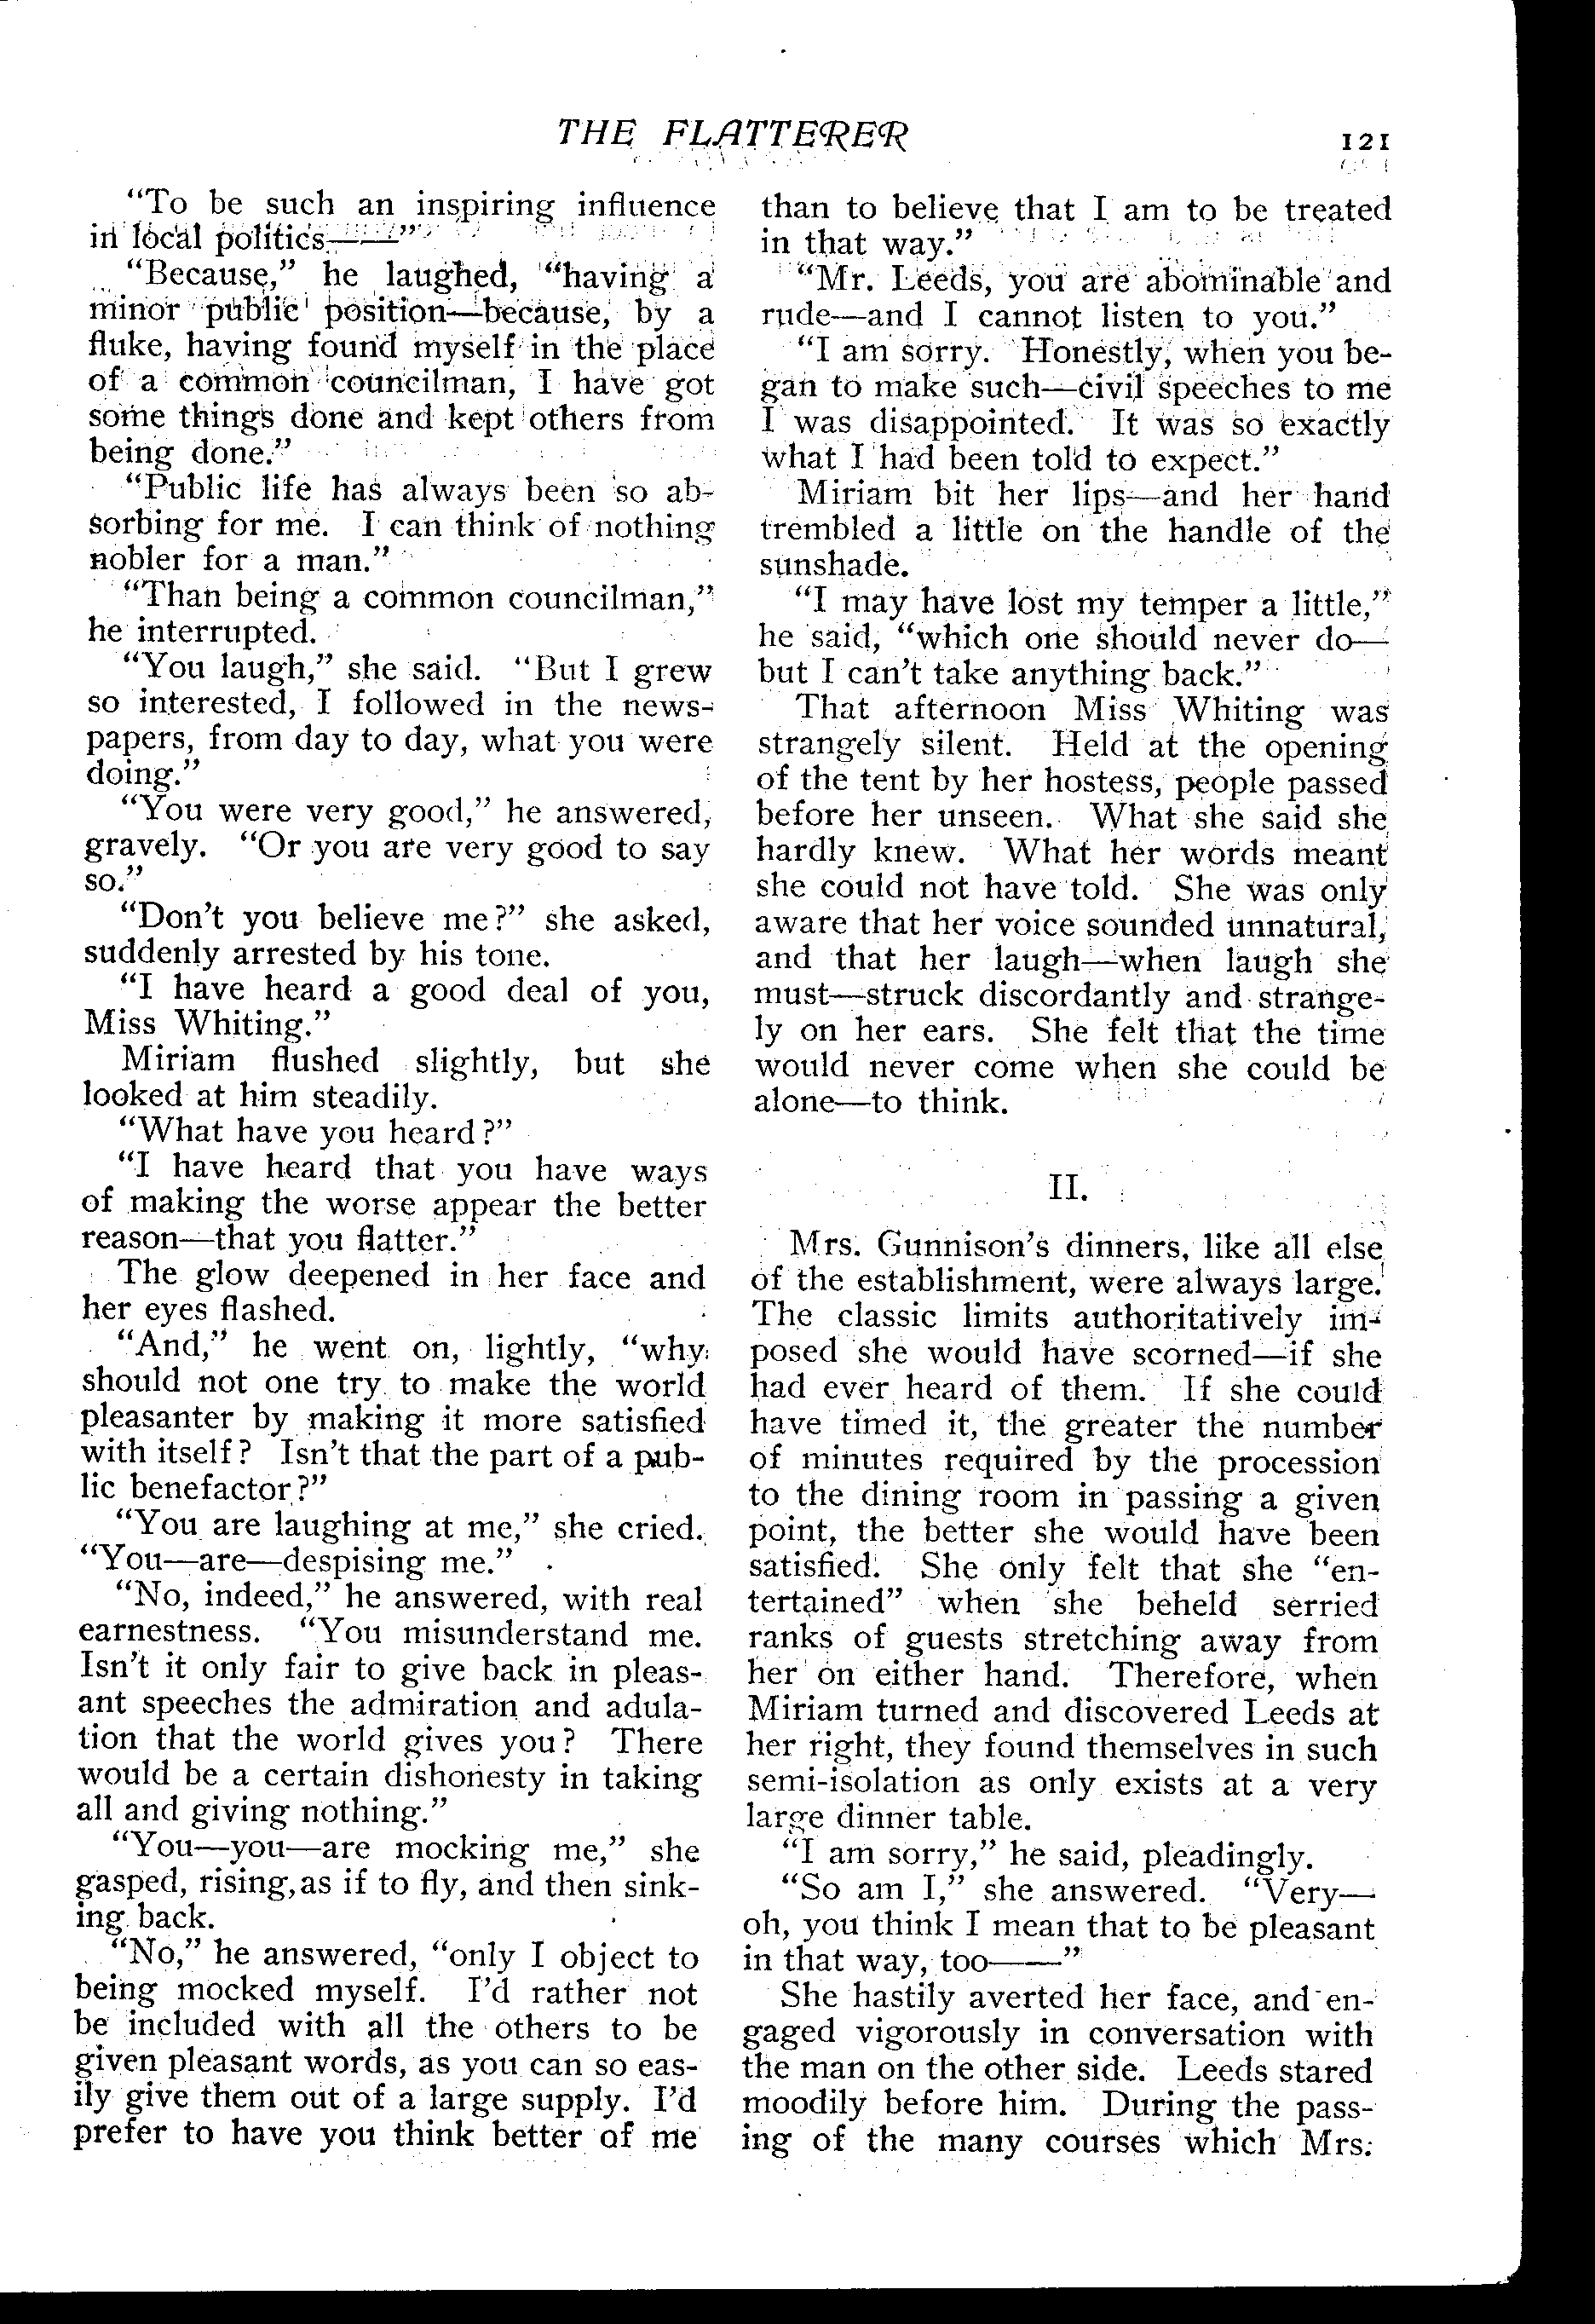 THE FLATTERER
121
"To be such an inspiring influence
in local politics——"
"Because," he laughed, "having a
minor public position—because, by a
fluke, having found myself in the place
of a common councilman, I have got
some things done and kept others from
being done."
"Public life has always been so ab-
sorbing for me. I can think of nothing
nobler for a man."
"Than being a common councilman,"
he interrupted.
"You laugh," she said. "But I grew
so interested, I followed in the news-
papers, from day to day, what you were
doing."
"You were very good," he answered,
gravely. "Or you are very good to say
so."
"Don't you believe me?" she asked,
suddenly arrested by his tone.
"I have heard a good deal of you,
Miss Whiting."
Miriam flushed slightly, but she
looked at him steadily.
"What have you heard?"
"I have heard that you have ways
of making the worse appear the better
reason—that you flatter."
The glow deepened in her face and
her eyes flashed.
"And," he went on, lightly, "why
should not one try to make the world
pleasanter by making it more satisfied
with itself? Isn't that the part of a pub-
lic benefactor?"
"You are laughing at me," she cried.
"You—are—despising me."
"No, indeed," he answered, with real
earnestness. "You misunderstand me.
Isn't it only fair to give back in pleas-
ant speeches the admiration and adula-
tion that the world gives you? There
would be a certain dishonesty in taking
all and giving nothing."
"You—you—are mocking me," she
gasped, rising, as if to fly, and then sink-
ing back.
"No," he answered, "only I object to
being mocked myself. I'd rather not
be included with all the others to be
given pleasant words, as you can so eas-
ily give them out of a large supply. I'd
prefer to have you think better of me
than to believe that I am to be treated
in that way."
"Mr. Leeds, you are abominable and
rude—and I cannot listen to you."
"I am sorry. Honestly, when you be-
gan to make such—civil speeches to me
I was disappointed. It was so exactly
what I had been told to expect."
Miriam bit her lips—and her hand
trembled a little on the handle of the
sunshade.
"I may have lost my temper a little,"
he said, "which one should never do—
but I can't take anything back."
That afternoon Miss Whiting was
strangely silent. Held at the opening
of the tent by her hostess, people passed
before her unseen. What she said she
hardly knew. What her words meant
she could not have told. She was only
aware that her voice sounded unnatural,
and that her laugh—when laugh she
must—struck discordantly and strange-
ly on her ears. She felt that the time
would never come when she could be
alone—to think.
II.
Mrs. Gunnison's dinners, like all else
of the establishment, were always large.
The classic limits authoritatively im-
posed she would have scorned—if she
had ever heard of them. If she could
have timed it, the greater the number
of minutes required by the procession
to the dining room in passing a given
point, the better she would have been
satisfied. She only felt that she "en-
tertained" when she beheld serried
ranks of guests stretching away from
her on either hand. Therefore, when
Miriam turned and discovered Leeds at
her right, they found themselves in such
semi-isolation as only exists at a very
large dinner table.
"I am sorry," he said, pleadingly.
"So am I," she answered. "Very—
oh, you think I mean that to be pleasant
in that way, too——"
She hastily averted her face, and en-
gaged vigorously in conversation with
the man on the other side. Leeds stared
moodily before him. During the pass-
ing of the many courses which Mrs.